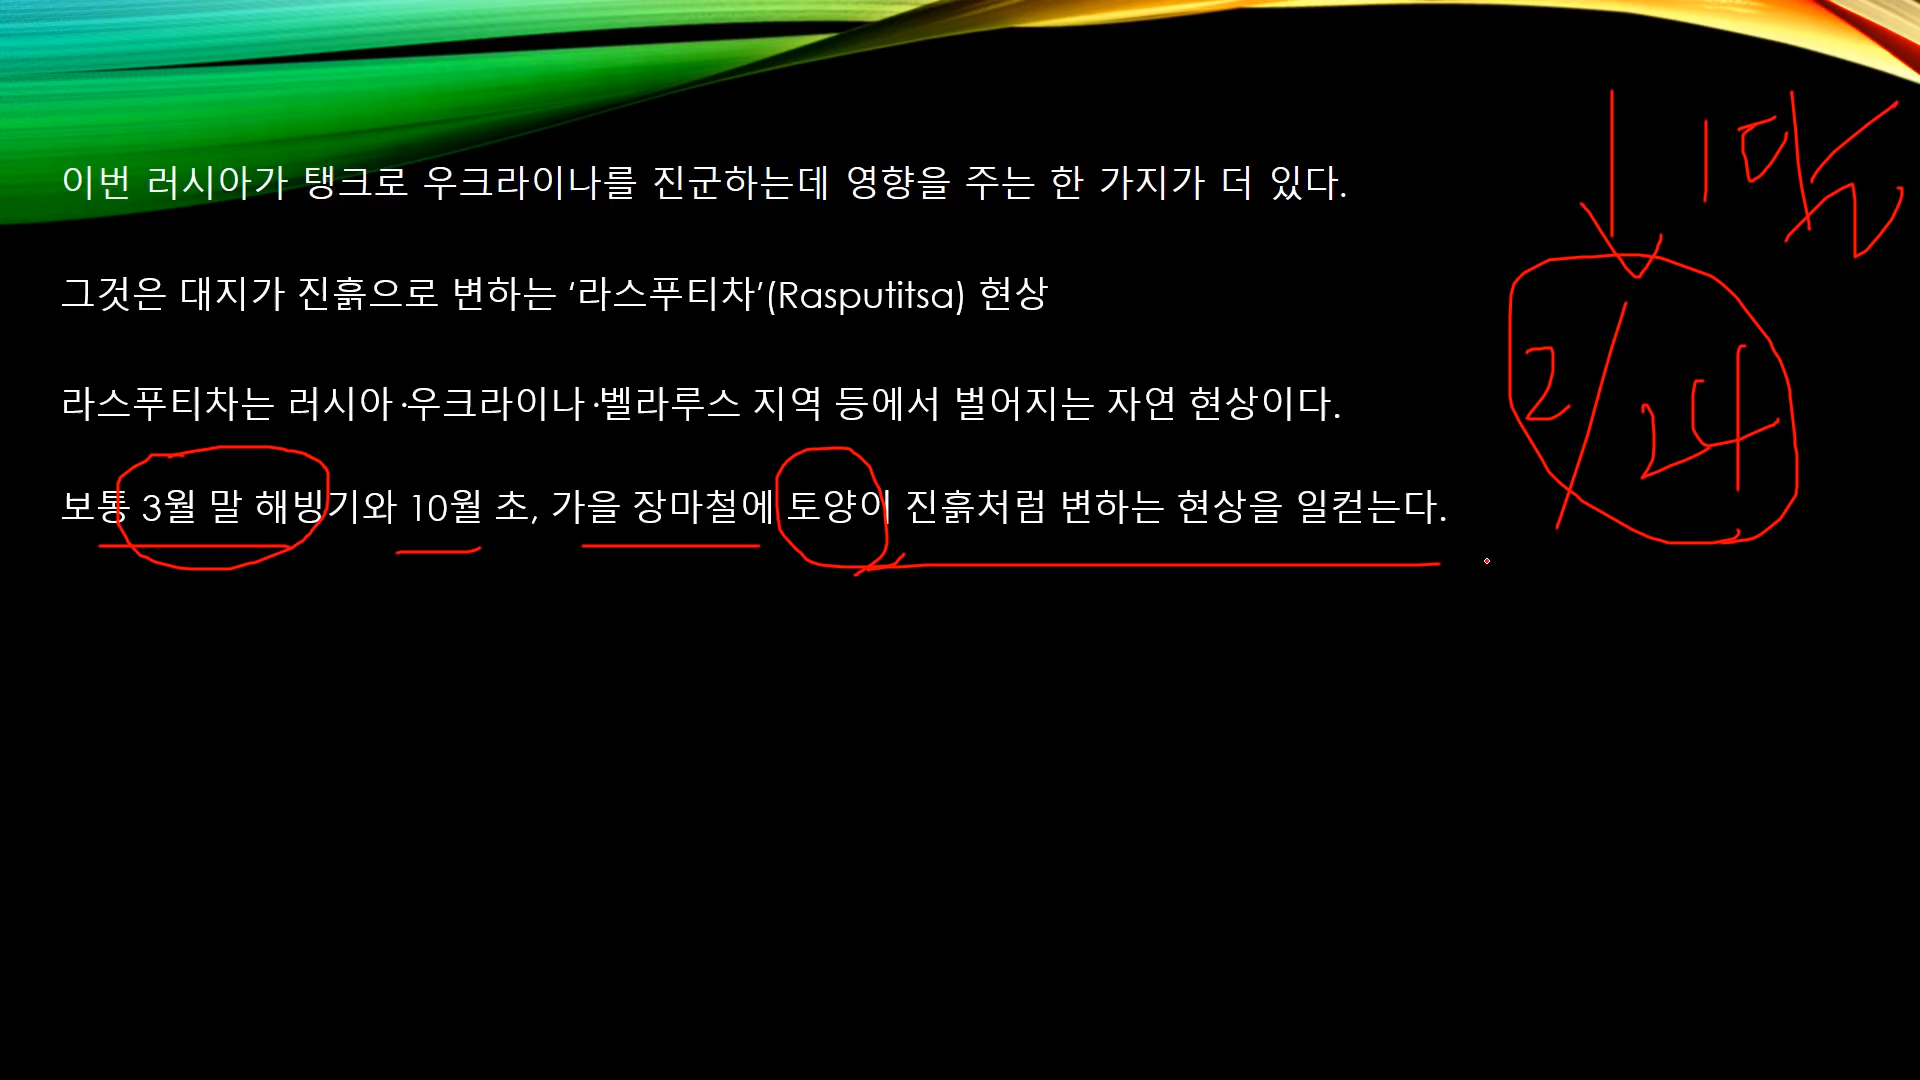 이번 러시아가 탱크로 우크라이나를 진군하는데 영향을 주는 한 가지가 더 있다.
그것은 대지가 진흙으로 변하는 ‘라스푸티차’(Rasputitsa) 현상
라스푸티차는 러시아·우크라이나·벨라루스 지역 등에서 벌어지는 자연 현상이다.
보통 3월 말 해빙기와 10월 초, 가을 장마철에 토양이 진흙처럼 변하는 현상을 일컫는다.
2/24